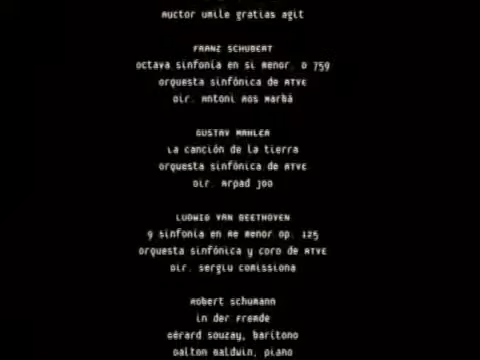 auctor umile gratias agit
FRANZ SCHUBERT
octava sinfonía en si menor. D 759
orquesta sinfónica de RTVE
Dir. Antoni Ros Marbà
GUSTAV MAHLER
La canción de la tierra
orquesta sinfónica de RTVE
Dir. Arpad Joo
LUDWIG VAN BEETHOVEN
9 sinfonía en Re menor op. 125
orquesta sinfónica y coro de RTVE
Dir. sergiu comissiona
Robert schumann
in der fremde
Gérard souzay, barítono
Dalton Baldwin, piano